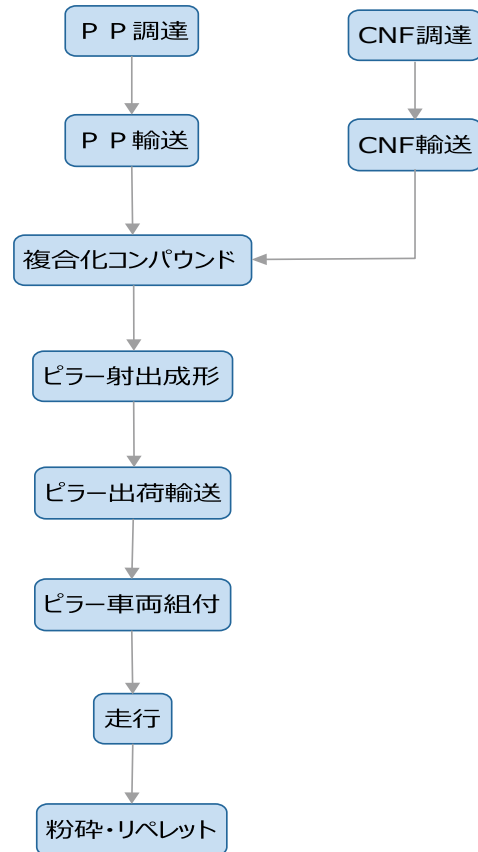 ＰＰ調達
CNF調達
ＰＰ輸送
CNF輸送
複合化コンパウンド
ピラー射出成形
ピラー出荷輸送
ピラー車両組付
走行
粉砕・リペレット